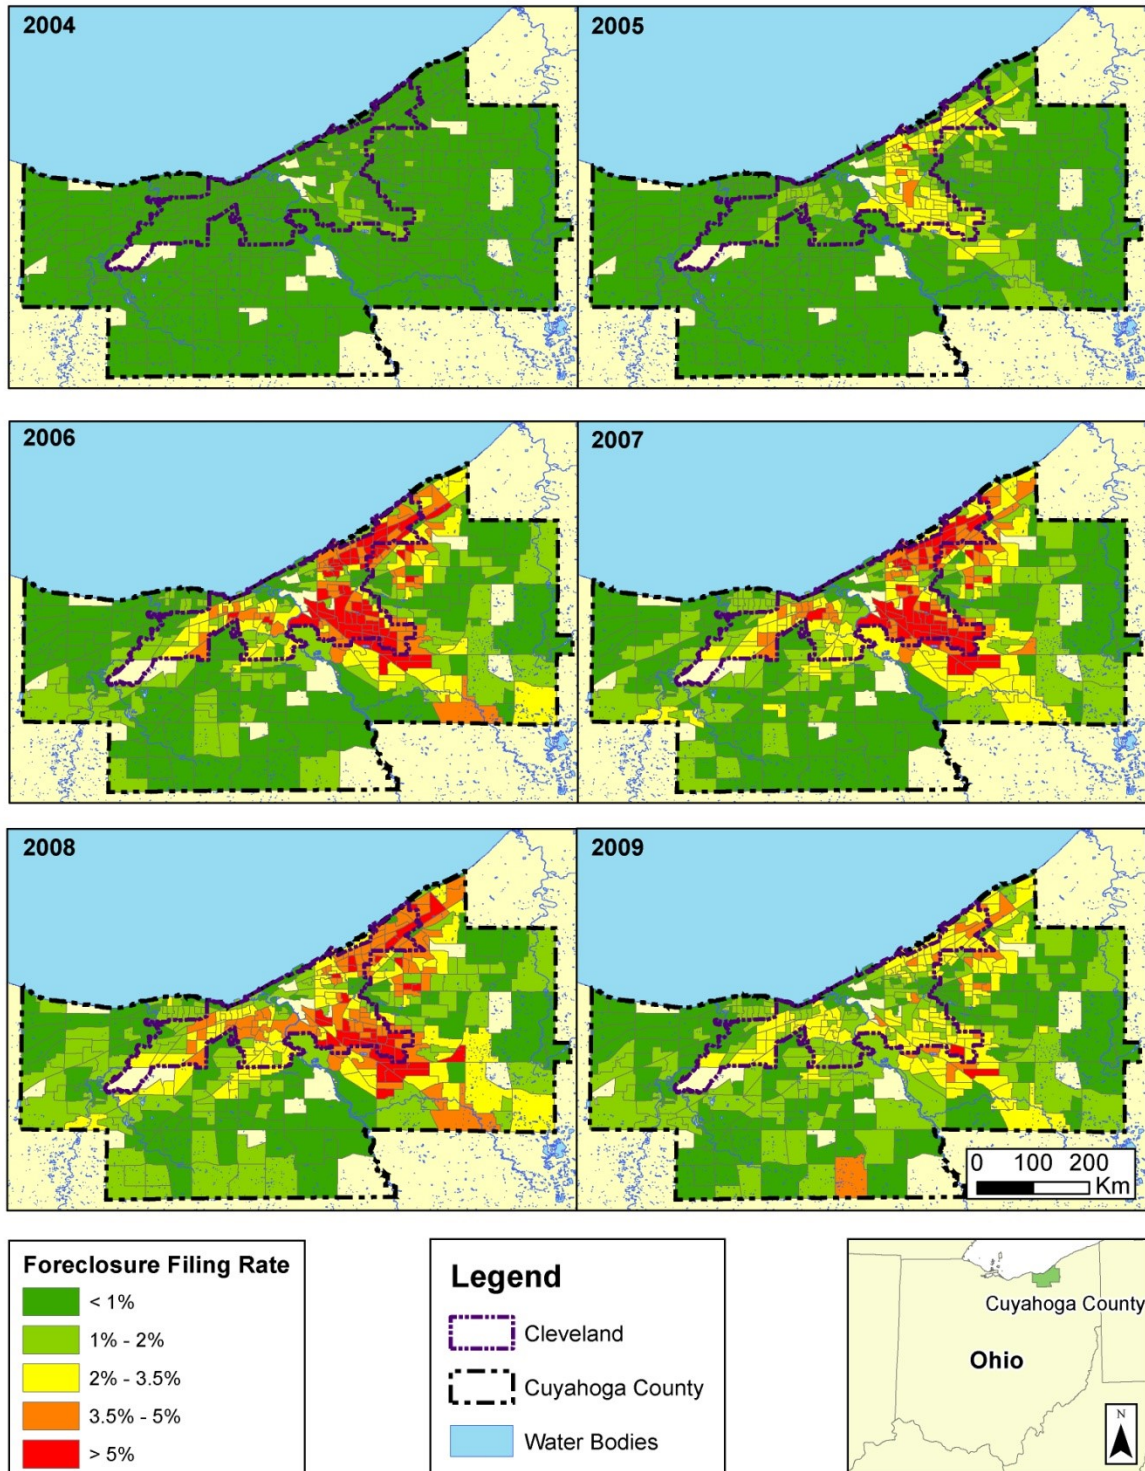 2004
2005
2006
2007
2008
2009
0 100 200
Km
Foreclosure Filing Rate
< 1%
1% - 2%
2% - 3.5%
3.5% - 5%
> 5%
Legend
Cleveland
Cuyahoga County
Water Bodies
Cuyahoga County
Ohio
N